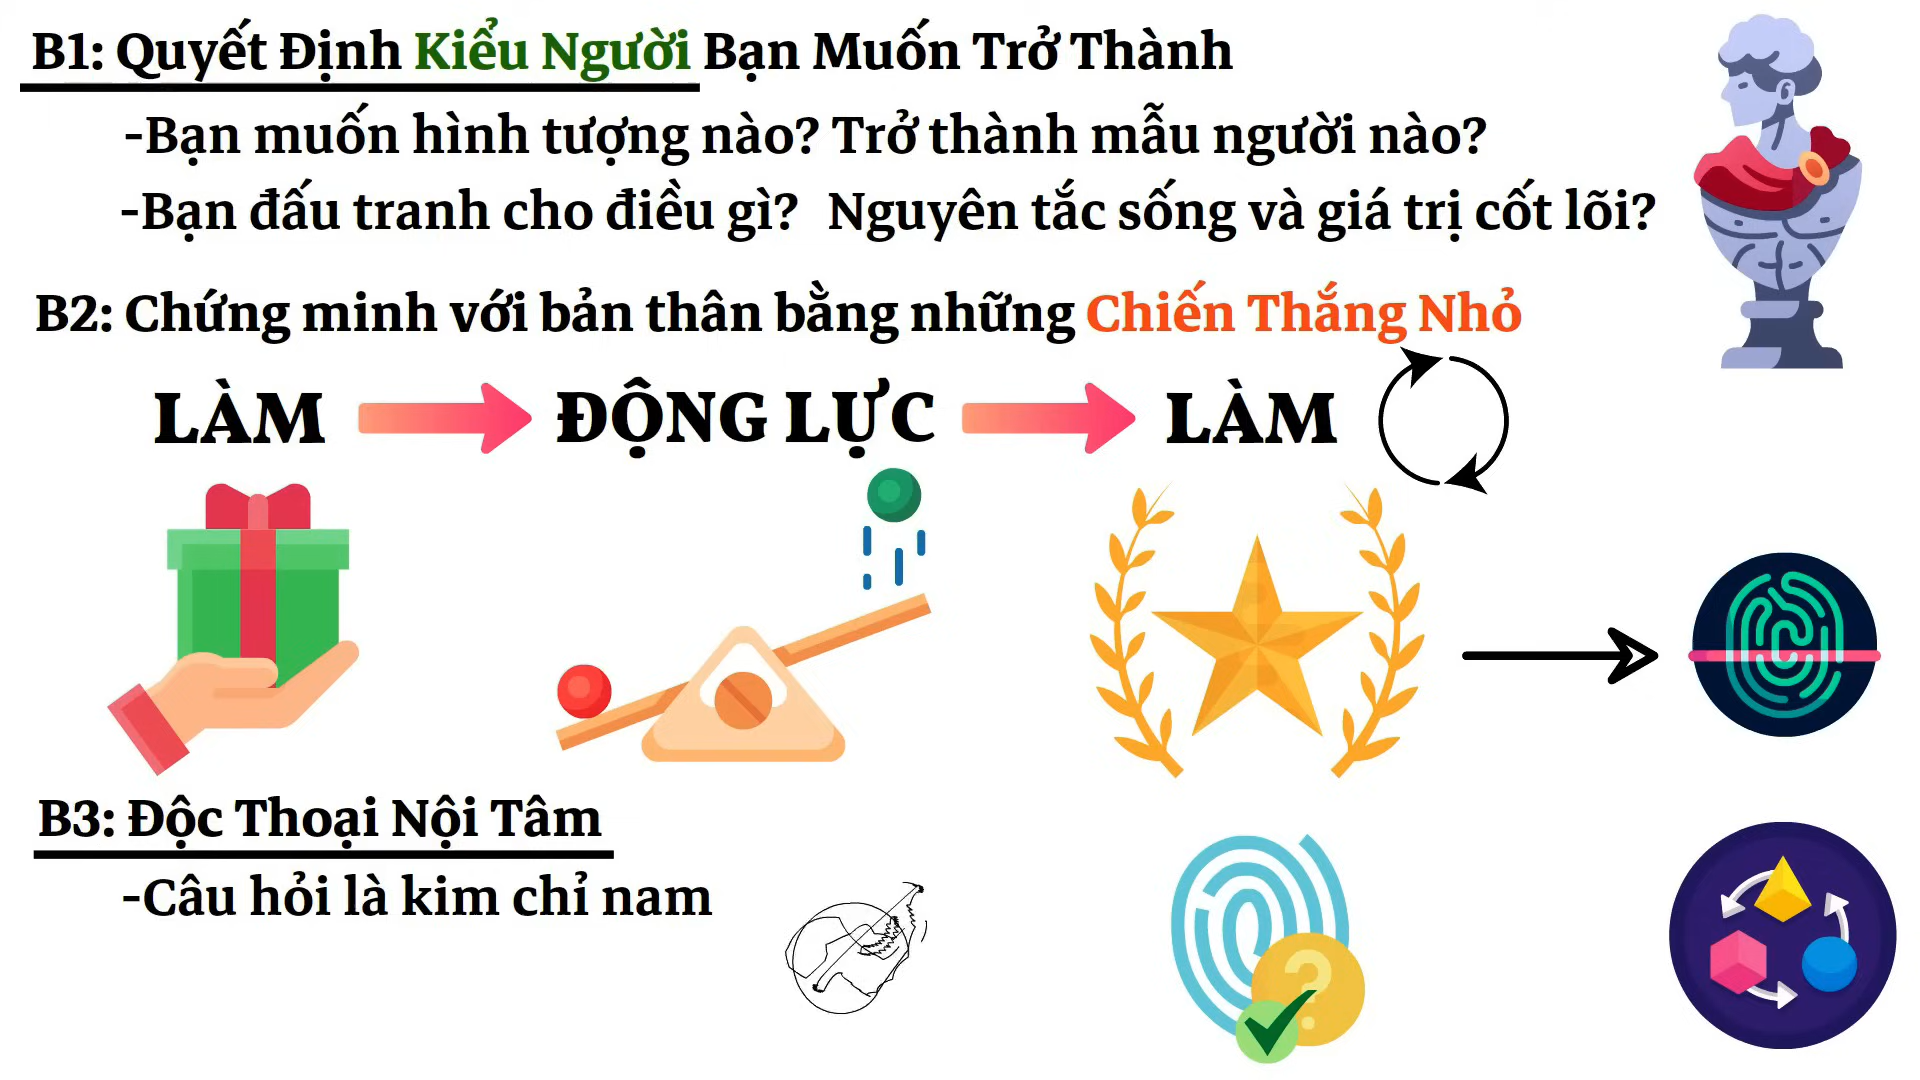 B1: Quyết Định Kiểu Người Bạn Muốn Trở Thành
-Bạn muốn hình tượng nào? Trở thành mẫu người nào?
-Bạn đấu tranh cho điều gì? Nguyên tắc sống và giá trị cốt lõi?
B2: Chứng minh với bản thân bằng những Chiến Thắng Nhỏ
LÀM ĐỘNG LỰC LÀM
B3: Độc Thoại Nội Tâm
-Câu hỏi là kim chỉ nam
?